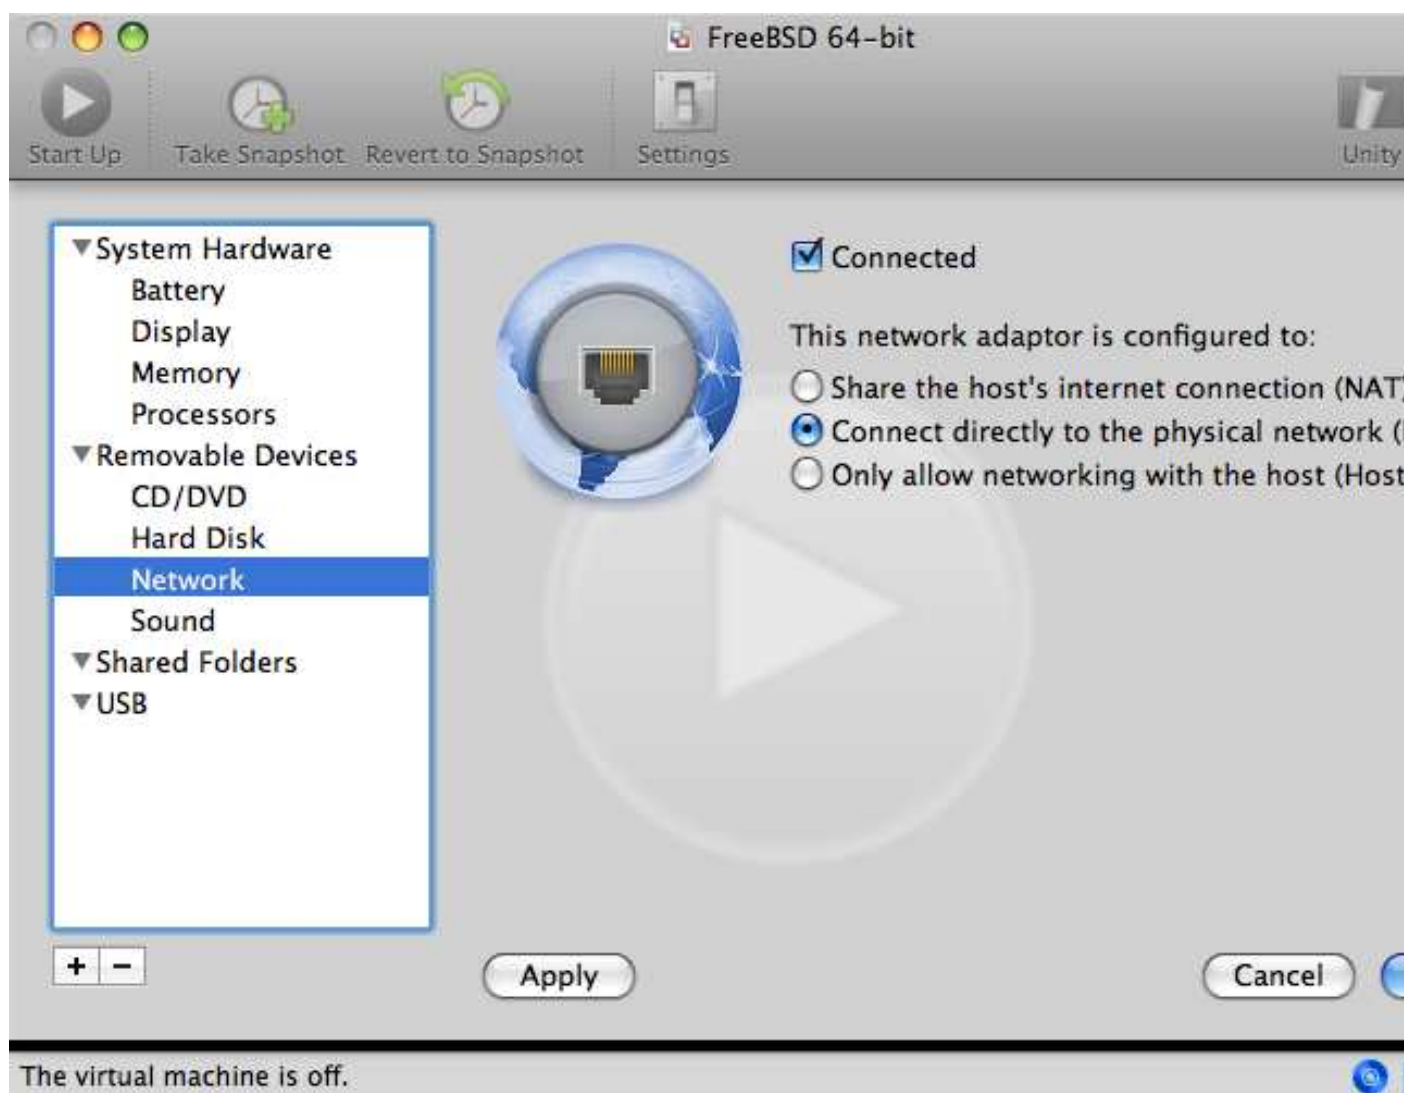 FreeBSD 64-bit
Start Up
Take Snapshot
Revert to Snapshot
Settings
Unity
System Hardware
Battery
Display
Memory
Processors
Removable Devices
CD/DVD
Hard Disk
Network
Sound
Shared Folders
USB
Connected
This network adaptor is configured to:
Share the host's internet connection (NAT)
Connect directly to the physical network (
Only allow networking with the host (Host
+ −
Apply
Cancel
The virtual machine is off.